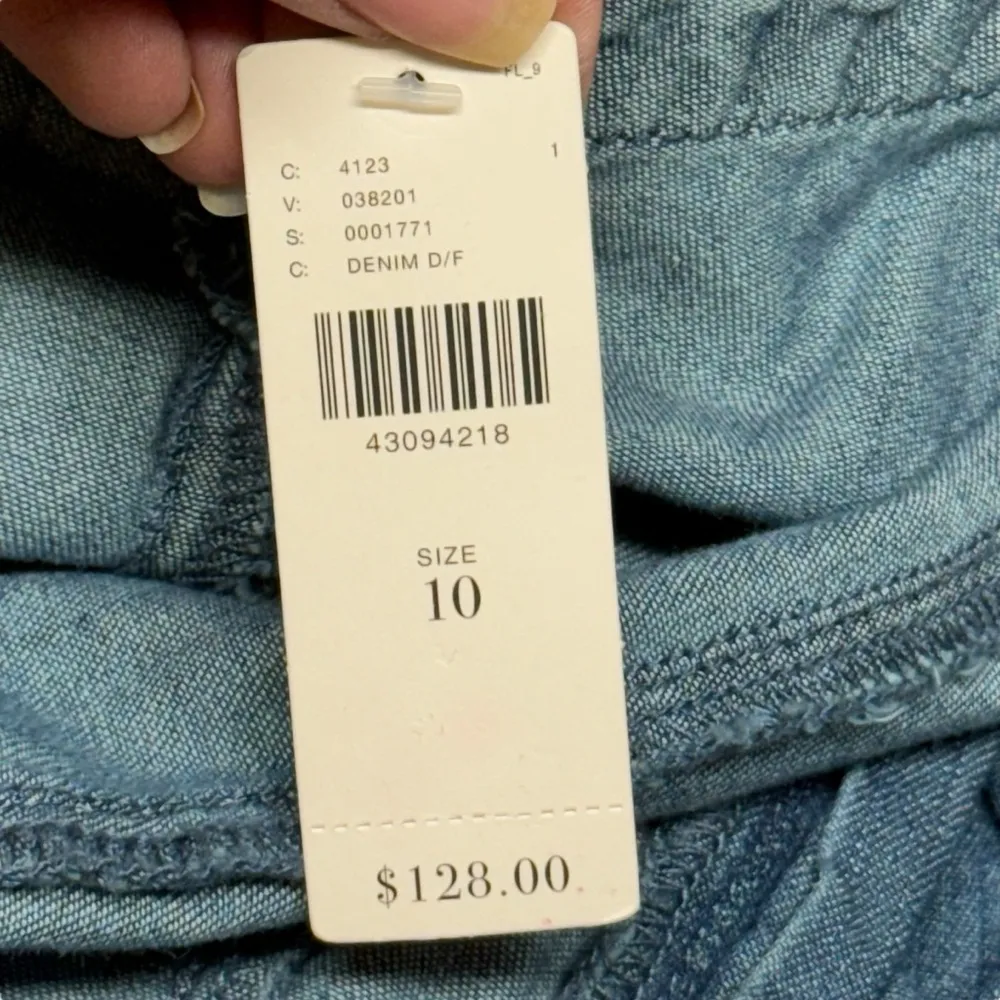 FL_9
1
C: 4123
V: 038201
S: 0001771
C: DENIM D/F
43094218
SIZE
10
$128.00